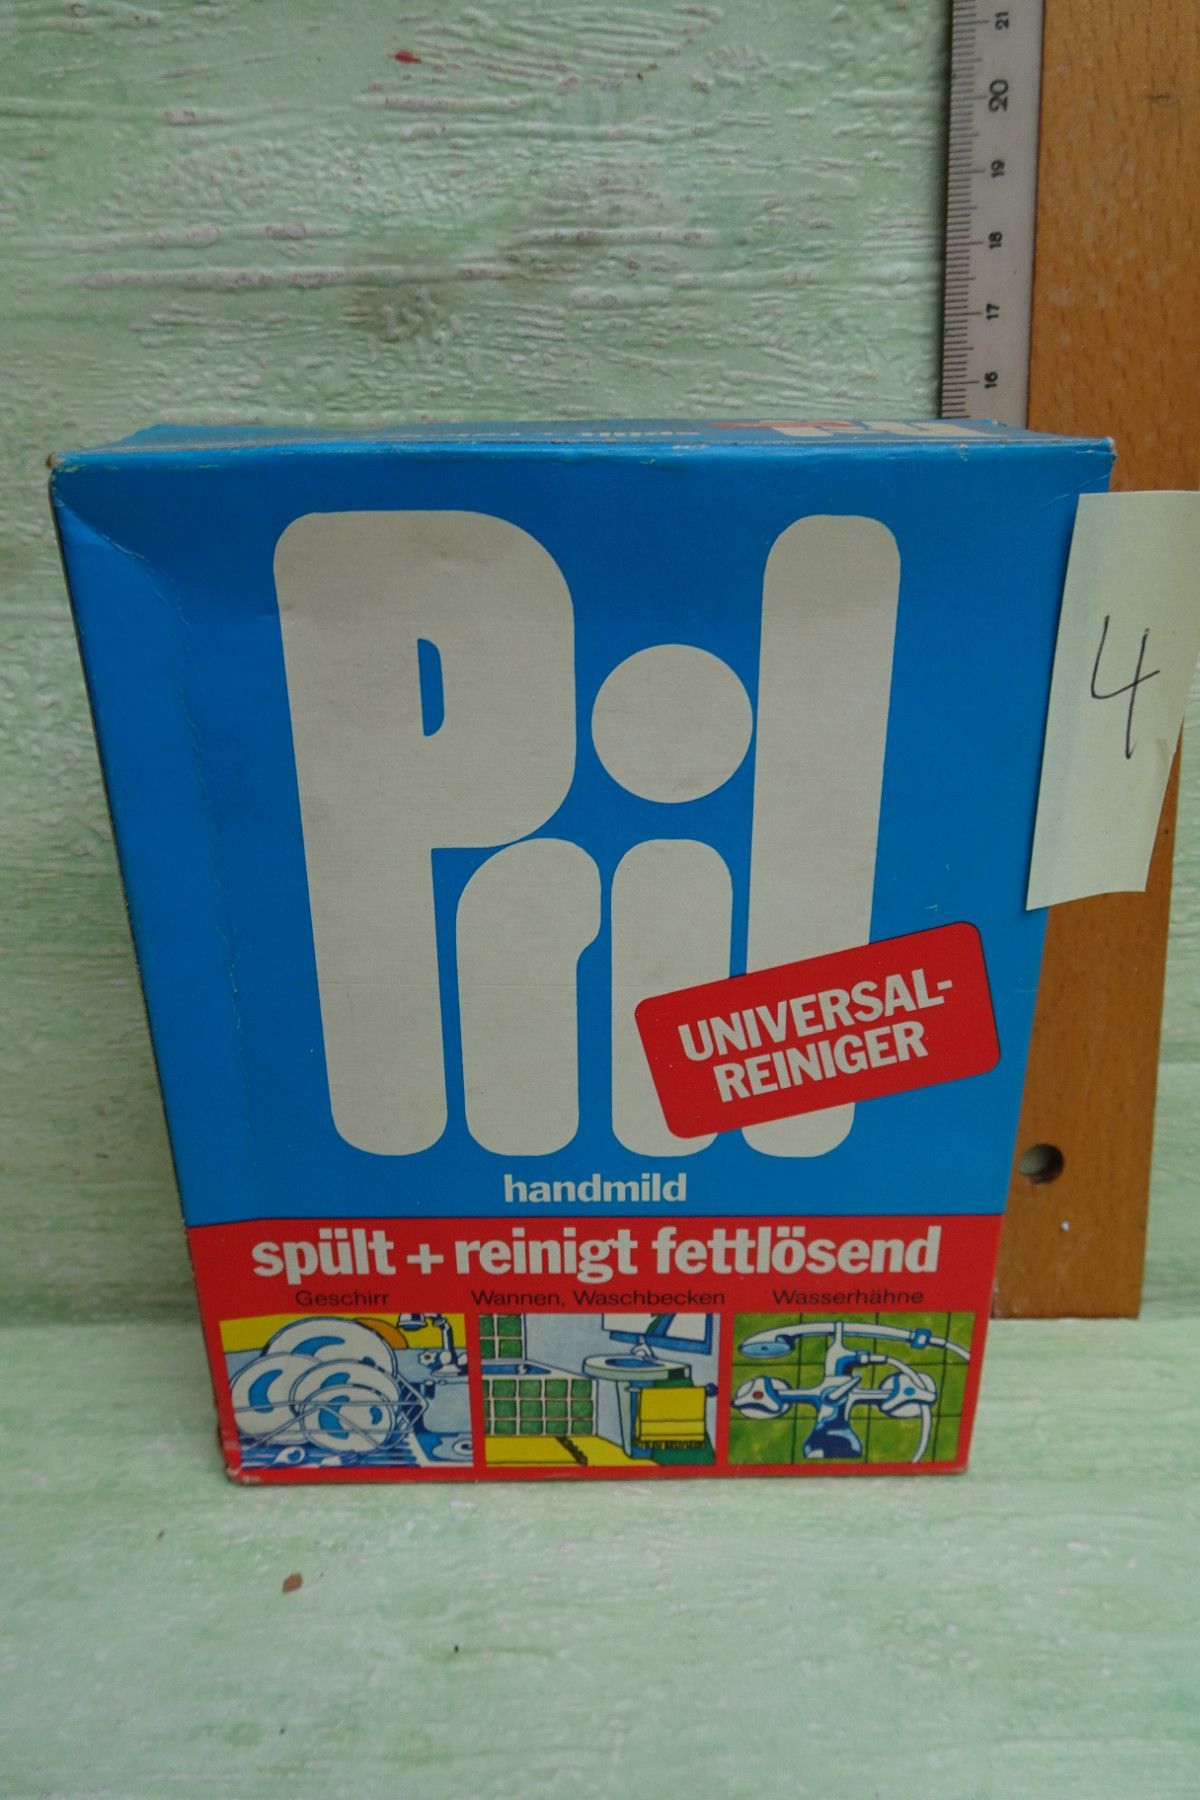 21
20
19
18
17
16
Pril
4
UNIVERSAL-
REINIGER
handmild
spült + reinigt fettlösend
Geschirr Wannen, Waschbecken Wasserhähne